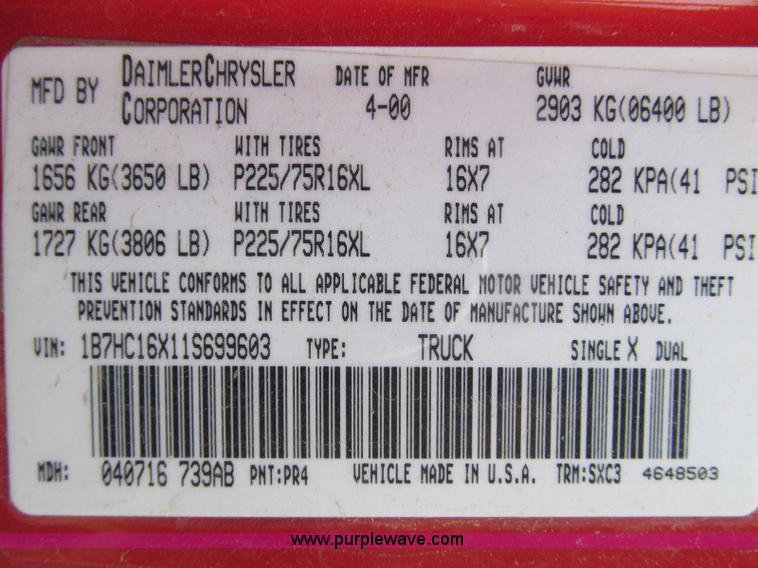 MFD BY DAIMLERCHRYSLER CORPORATION DATE OF MFR 4-00 GVWR 2903 KG(06400 LB)
GAWR FRONT WITH TIRES RIMS AT COLD
1656 KG(3650 LB) P225/75R16XL 16X7 282 KPA(41 PSI
GAWR REAR WITH TIRES RIMS AT COLD
1727 KG(3806 LB) P225/75R16XL 16X7 282 KPA(41 PSI
THIS VEHICLE CONFORMS TO ALL APPLICABLE FEDERAL MOTOR VEHICLE SAFETY AND THEFT
PREVENTION STANDARDS IN EFFECT ON THE DATE OF MANUFACTURE SHOWN ABOVE.
VIN: 1B7HC16X11S699603 TYPE: TRUCK SINGLE X DUAL
MDH: 040716 739AB PNT:PR4 VEHICLE MADE IN U.S.A. TRM:SXC3 4648503
www.purplewave.com